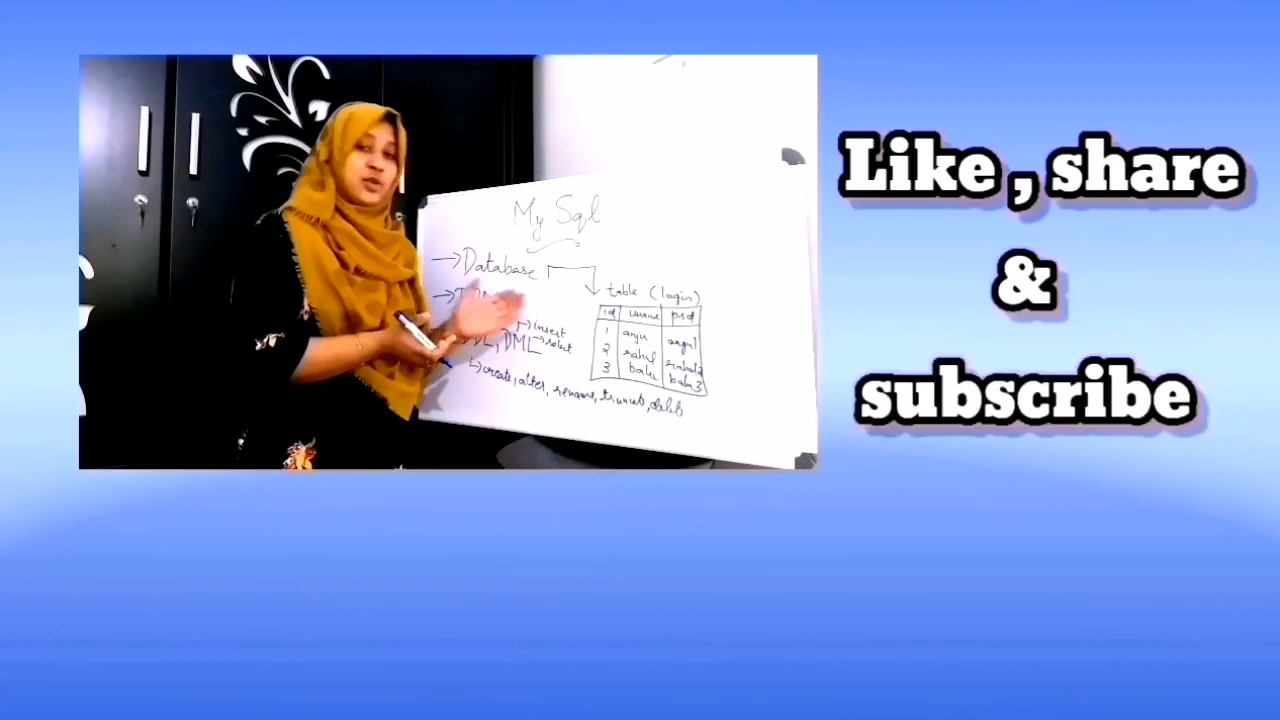 My Sql
→ Database
table (login)
id uname psd
1 anju anju1
2 rahul rahul2
3 balu balu3
→insert
→select
DDL, DML
↳create, alter, rename, truncate, delete
Like , share
&
subscribe